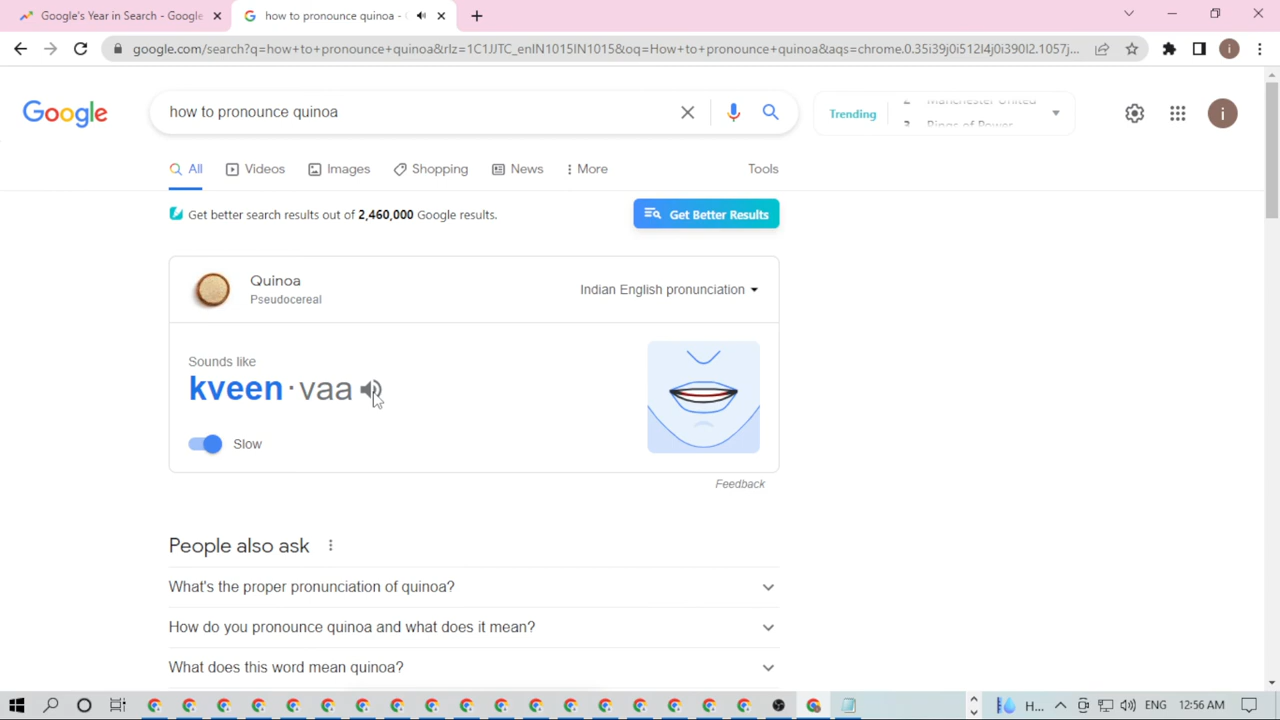 Google's Year in Search - Google
how to pronounce quinoa -
google.com/search?q=how+to+pronounce+quinoa&rlz=1C1JJTC_enIN1015IN1015&oq=How+to+pronounce+quinoa&aqs=chrome.0.35i39j0i512l4j0i390l2.1057j...
i
Google
how to pronounce quinoa
Trending
Manchester United
Rings of Power
i
All
Videos
Images
Shopping
News
More
Tools
Get better search results out of 2,460,000 Google results.
Get Better Results
Quinoa
Pseudocereal
Indian English pronunciation
Sounds like
kveen · vaa
Slow
Feedback
People also ask
What's the proper pronunciation of quinoa?
How do you pronounce quinoa and what does it mean?
What does this word mean quinoa?
H...
ENG
12:56 AM